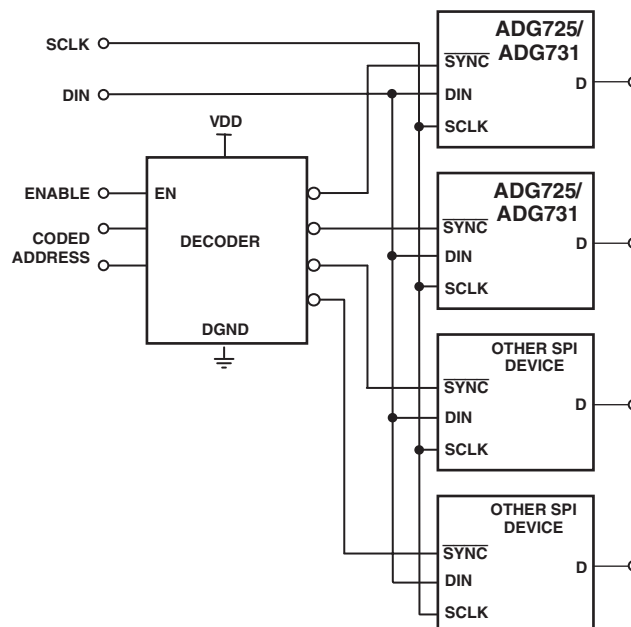 SCLK
DIN
VDD
ENABLE
EN
CODED
ADDRESS
DECODER
DGND
ADG725/
ADG731
SYNC
DIN
SCLK
D
ADG725/
ADG731
SYNC
DIN
SCLK
D
OTHER SPI
DEVICE
SYNC
DIN
SCLK
D
OTHER SPI
DEVICE
SYNC
DIN
SCLK
D